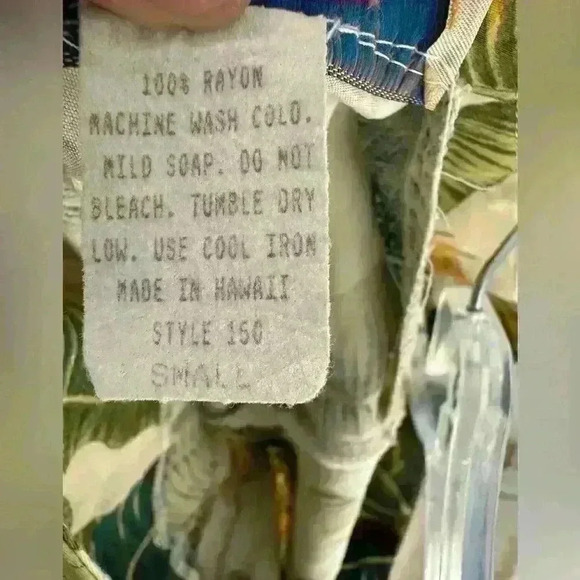 100% RAYON
MACHINE WASH COLD.
MILD SOAP. DO NOT
BLEACH. TUMBLE DRY
LOW. USE COOL IRON
MADE IN HAWAII
STYLE 150
SMALL